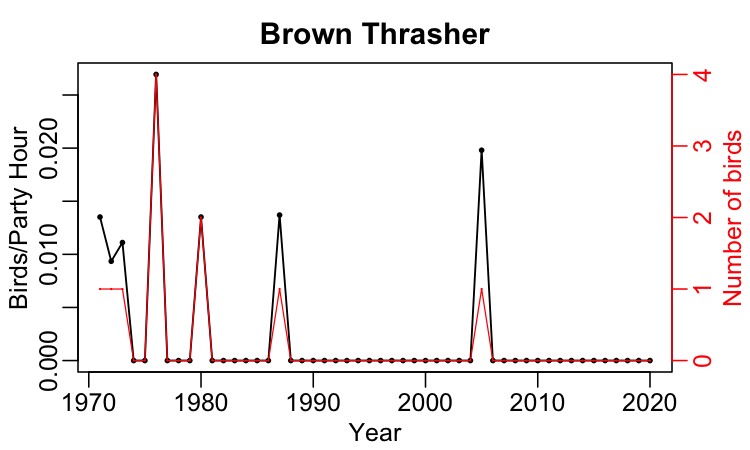 Brown Thrasher
Birds/Party Hour
0.000 0.010 0.020
1970 1980 1990 2000 2010 2020
Year
0 1 2 3 4
Number of birds